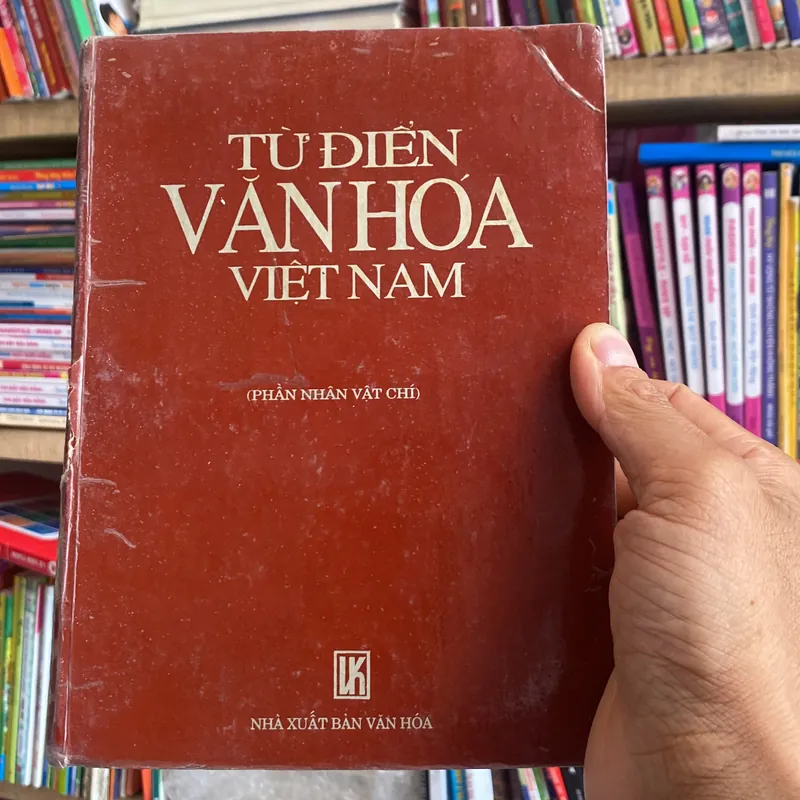 TỪ ĐIỂN
VĂN HÓA
VIỆT NAM
(PHẦN NHÂN VẬT CHÍ)
NHÀ XUẤT BẢN VĂN HÓA